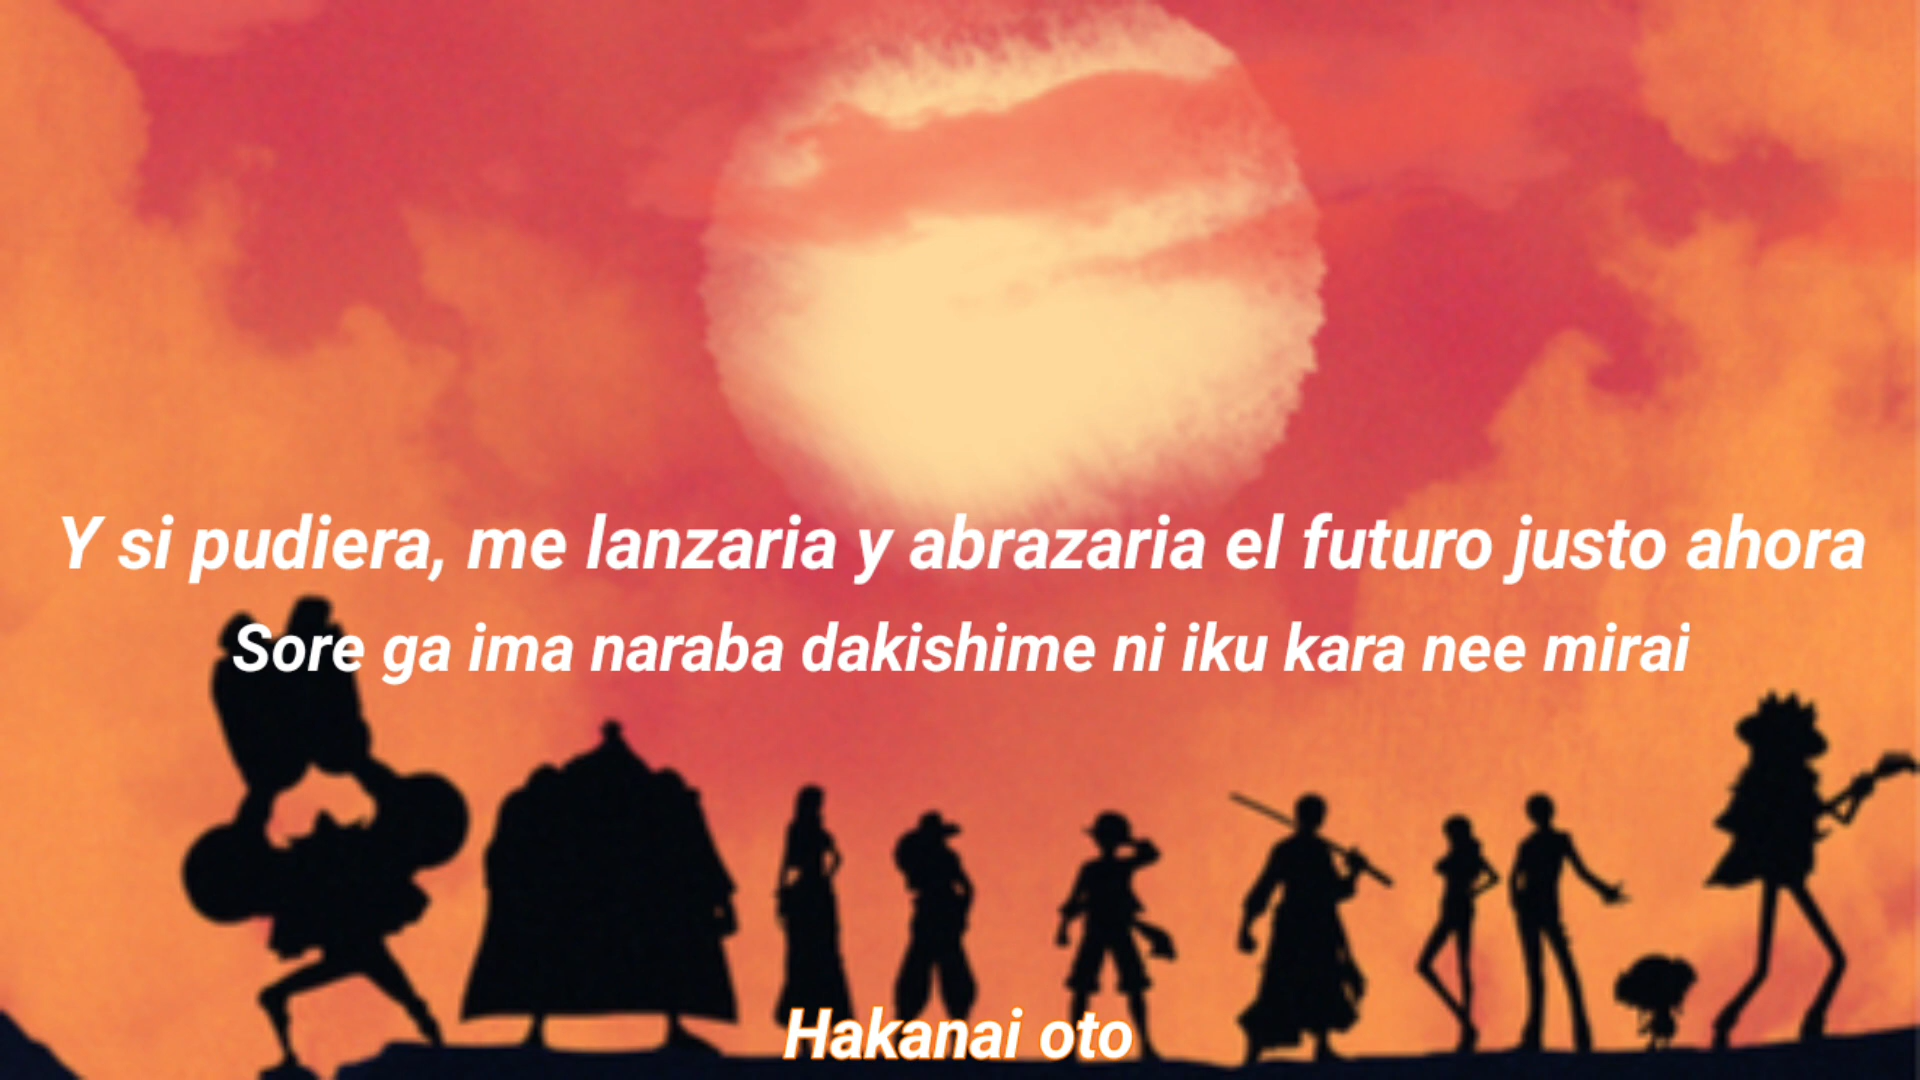 Y si pudiera, me lanzaria y abrazaria el futuro justo ahora
Sore ga ima naraba dakishime ni iku kara nee mirai
Hakanai oto